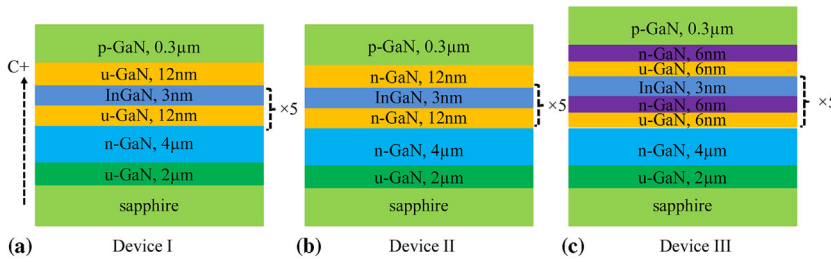 C+
p-GaN, 0.3μm
u-GaN, 12nm
InGaN, 3nm
u-GaN, 12nm
×5
n-GaN, 4μm
u-GaN, 2μm
sapphire
(a)
Device I
p-GaN, 0.3μm
n-GaN, 12nm
InGaN, 3nm
n-GaN, 12nm
×5
n-GaN, 4μm
u-GaN, 2μm
sapphire
(b)
Device II
p-GaN, 0.3μm
n-GaN, 6nm
u-GaN, 6nm
InGaN, 3nm
n-GaN, 6nm
u-GaN, 6nm
×5
n-GaN, 4μm
u-GaN, 2μm
sapphire
(c)
Device III